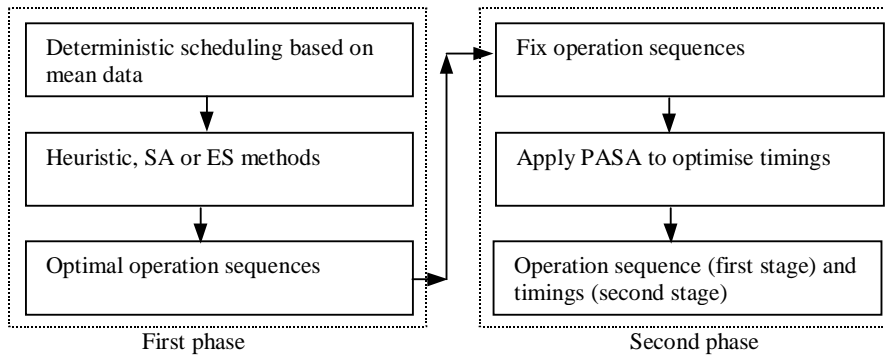 Deterministic scheduling based on
mean data
Heuristic, SA or ES methods
Optimal operation sequences
First phase
Fix operation sequences
Apply PASA to optimise timings
Operation sequence (first stage) and
timings (second stage)
Second phase